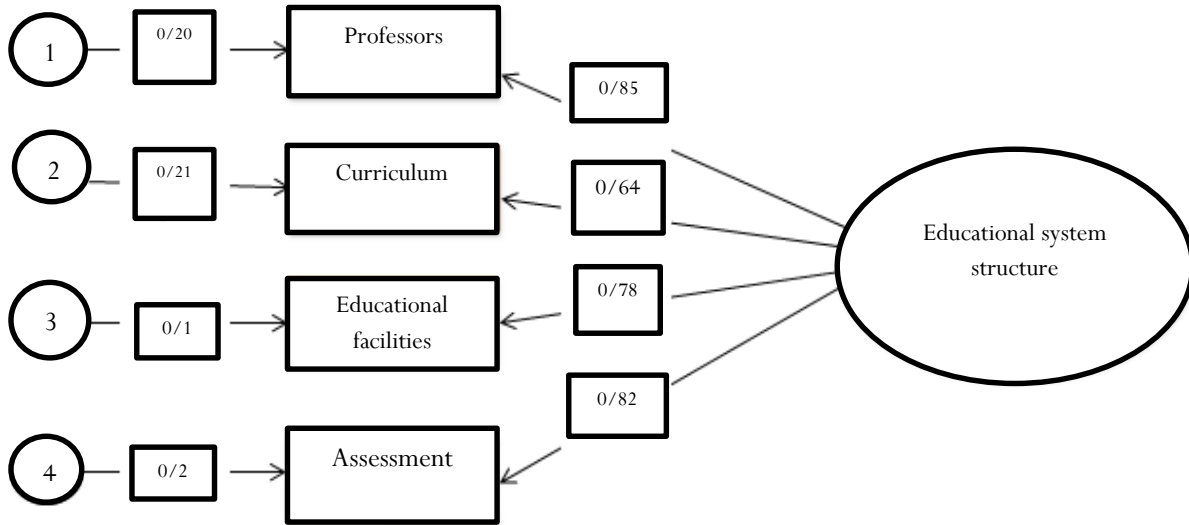 1
0/20
Professors
0/85
2
0/21
Curriculum
0/64
Educational system
structure
3
0/1
Educational
facilities
0/78
0/82
4
0/2
Assessment